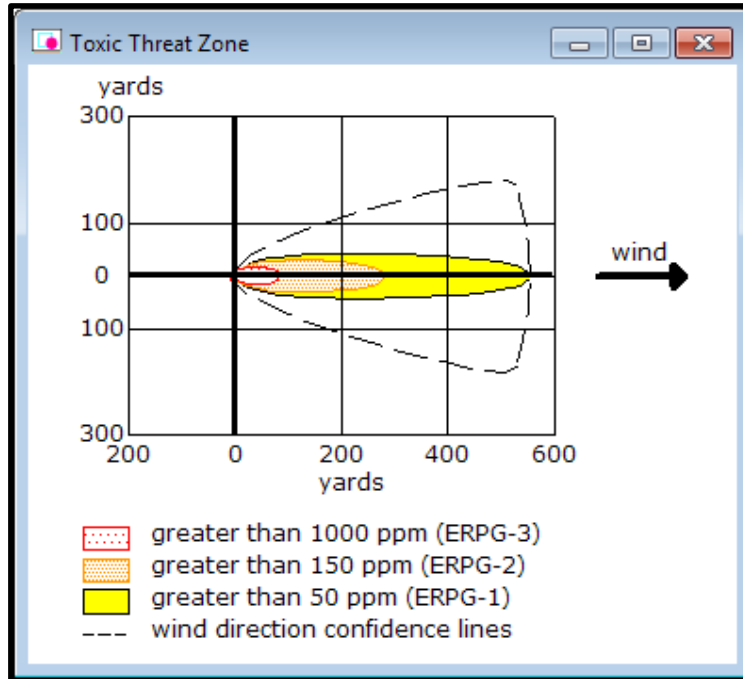 Toxic Threat Zone
yards
300
100
0
100
300
200 0 200 400 600
yards
wind
greater than 1000 ppm (ERPG-3)
greater than 150 ppm (ERPG-2)
greater than 50 ppm (ERPG-1)
wind direction confidence lines